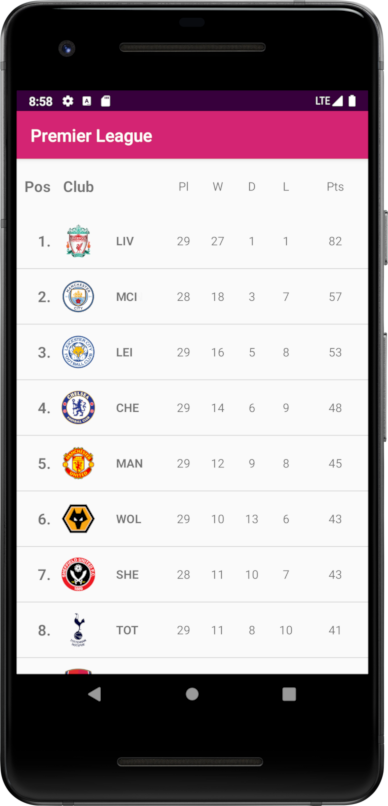 8:58 A LTE
Premier League
Pos Club Pl W D L Pts
1. LIV 29 27 1 1 82
2. MCI 28 18 3 7 57
3. LEI 29 16 5 8 53
4. CHE 29 14 6 9 48
5. MAN 29 12 9 8 45
6. WOL 29 10 13 6 43
7. SHE 28 11 10 7 43
8. TOT 29 11 8 10 41